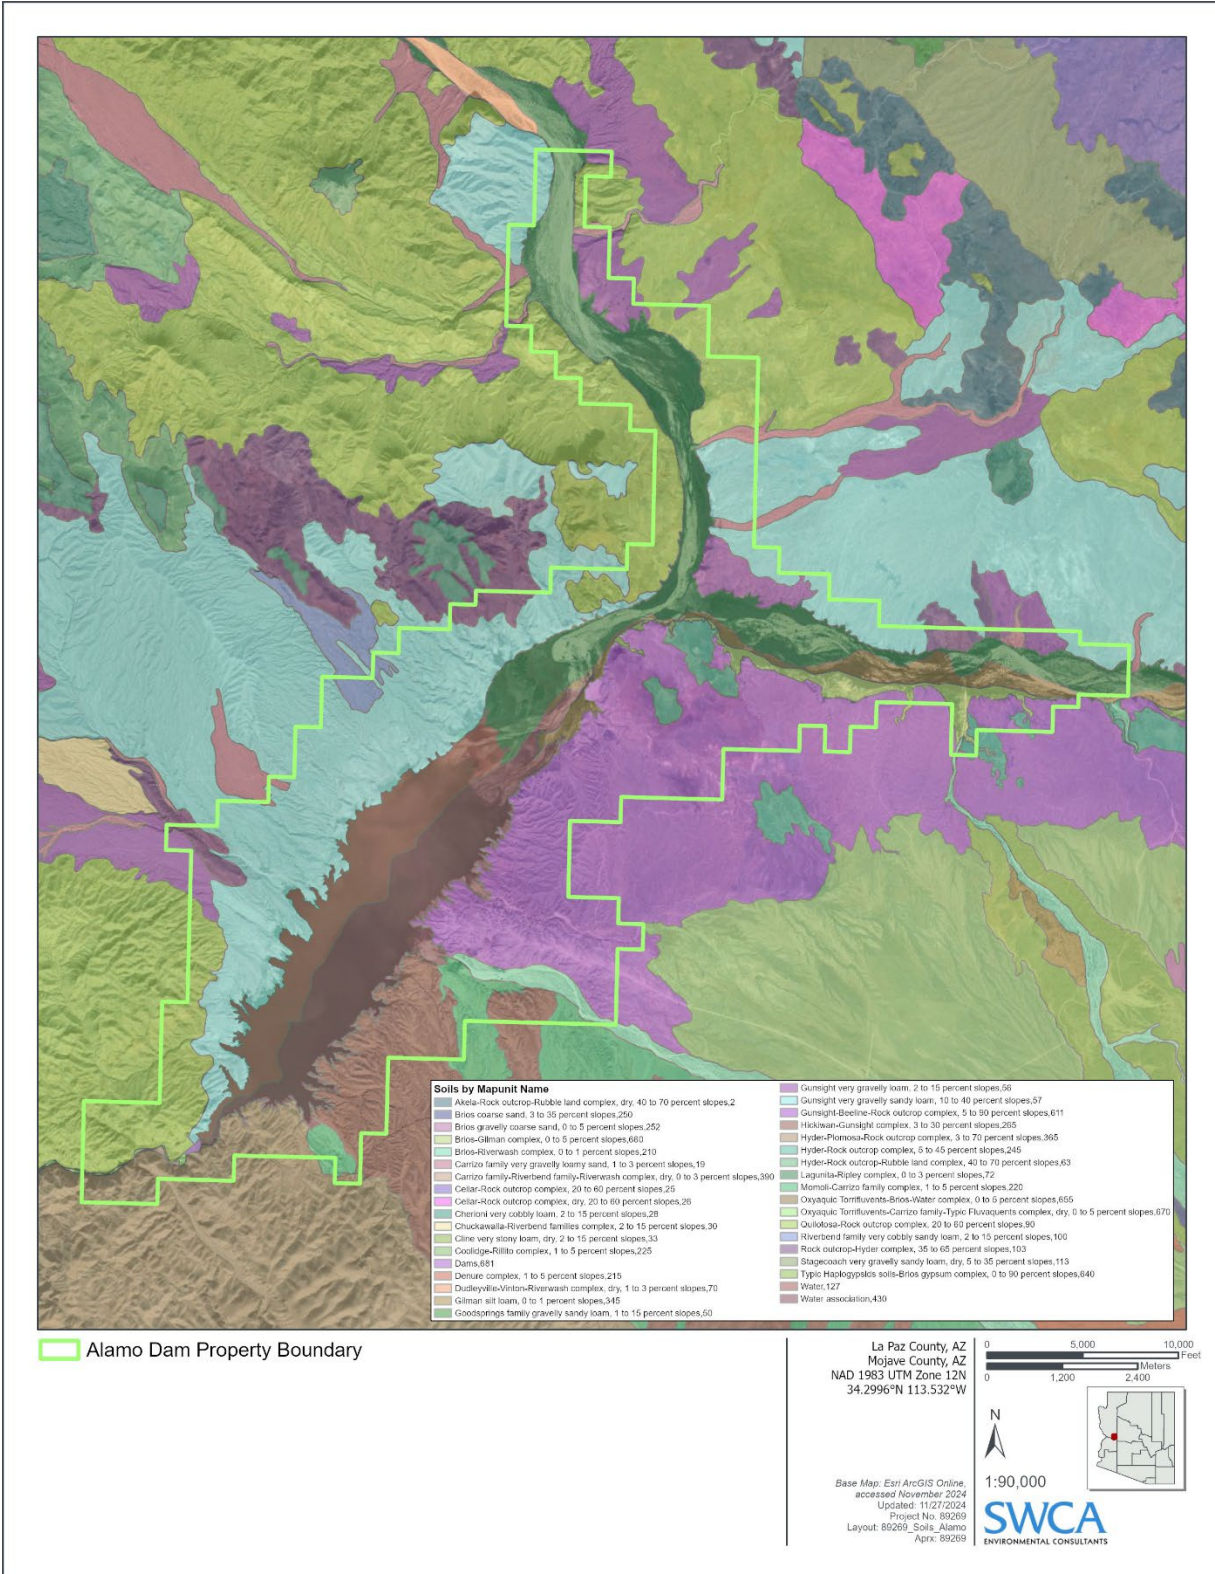 Soils by Mapunit Name
Akela-Rock outcrop-Rubble land complex, dry, 40 to 70 percent slopes,2
Brios coarse sand, 3 to 35 percent slopes,250
Brios gravelly coarse sand, 0 to 5 percent slopes,252
Brios-Gilman complex, 0 to 5 percent slopes,660
Brios-Riverwash complex, 0 to 1 percent slopes,210
Carrizo family very gravelly loamy sand, 1 to 3 percent slopes,19
Carrizo family-Riverbend family-Riverwash complex, dry, 0 to 3 percent slopes,390
Cellar-Rock outcrop complex, 20 to 60 percent slopes,25
Cellar-Rock outcrop complex, dry, 20 to 60 percent slopes,26
Cherioni very cobbly loam, 2 to 15 percent slopes,28
Chuckawalla-Riverbend families complex, 2 to 15 percent slopes,30
Cline very stony loam, dry, 2 to 15 percent slopes,33
Coolidge-Rillito complex, 1 to 5 percent slopes,225
Dams,681
Denure complex, 1 to 5 percent slopes,215
Dudleyville-Vinton-Riverwash complex, dry, 1 to 3 percent slopes,70
Gilman silt loam, 0 to 1 percent slopes,345
Goodsprings family gravelly sandy loam, 1 to 15 percent slopes,50
Gunsight very gravelly loam, 2 to 15 percent slopes,56
Gunsight very gravelly sandy loam, 10 to 40 percent slopes,57
Gunsight-Beeline-Rock outcrop complex, 5 to 90 percent slopes,611
Hickiwan-Gunsight complex, 3 to 30 percent slopes,265
Hyder-Plomosa-Rock outcrop complex, 3 to 70 percent slopes,365
Hyder-Rock outcrop complex, 5 to 45 percent slopes,245
Hyder-Rock outcrop-Rubble land complex, 40 to 70 percent slopes,63
Lagunita-Ripley complex, 0 to 3 percent slopes,72
Momoli-Carrizo family complex, 1 to 5 percent slopes,220
Oxyaquic Torrifluvents-Brios-Water complex, 0 to 5 percent slopes,655
Oxyaquic Torrifluvents-Carrizo family-Typic Fluvaquents complex, dry, 0 to 5 percent slopes,670
Quilotosa-Rock outcrop complex, 20 to 60 percent slopes,90
Riverbend family very cobbly sandy loam, 2 to 15 percent slopes,100
Rock outcrop-Hyder complex, 35 to 65 percent slopes,103
Stagecoach very gravelly sandy loam, dry, 5 to 35 percent slopes,113
Typic Haplogypsids soils-Brios gypsum complex, 0 to 90 percent slopes,640
Water,127
Water association,430
Alamo Dam Property Boundary
La Paz County, AZ
Mojave County, AZ
NAD 1983 UTM Zone 12N
34.2996°N 113.532°W
Base Map: Esri ArcGIS Online,
accessed November 2024
Updated: 11/27/2024
Project No. 89269
Layout: 89269_Soils_Alamo
Aprx: 89269
0 5,000 10,000
Feet
Meters
0 1,200 2,400
N
1:90,000
SWCA
ENVIRONMENTAL CONSULTANTS